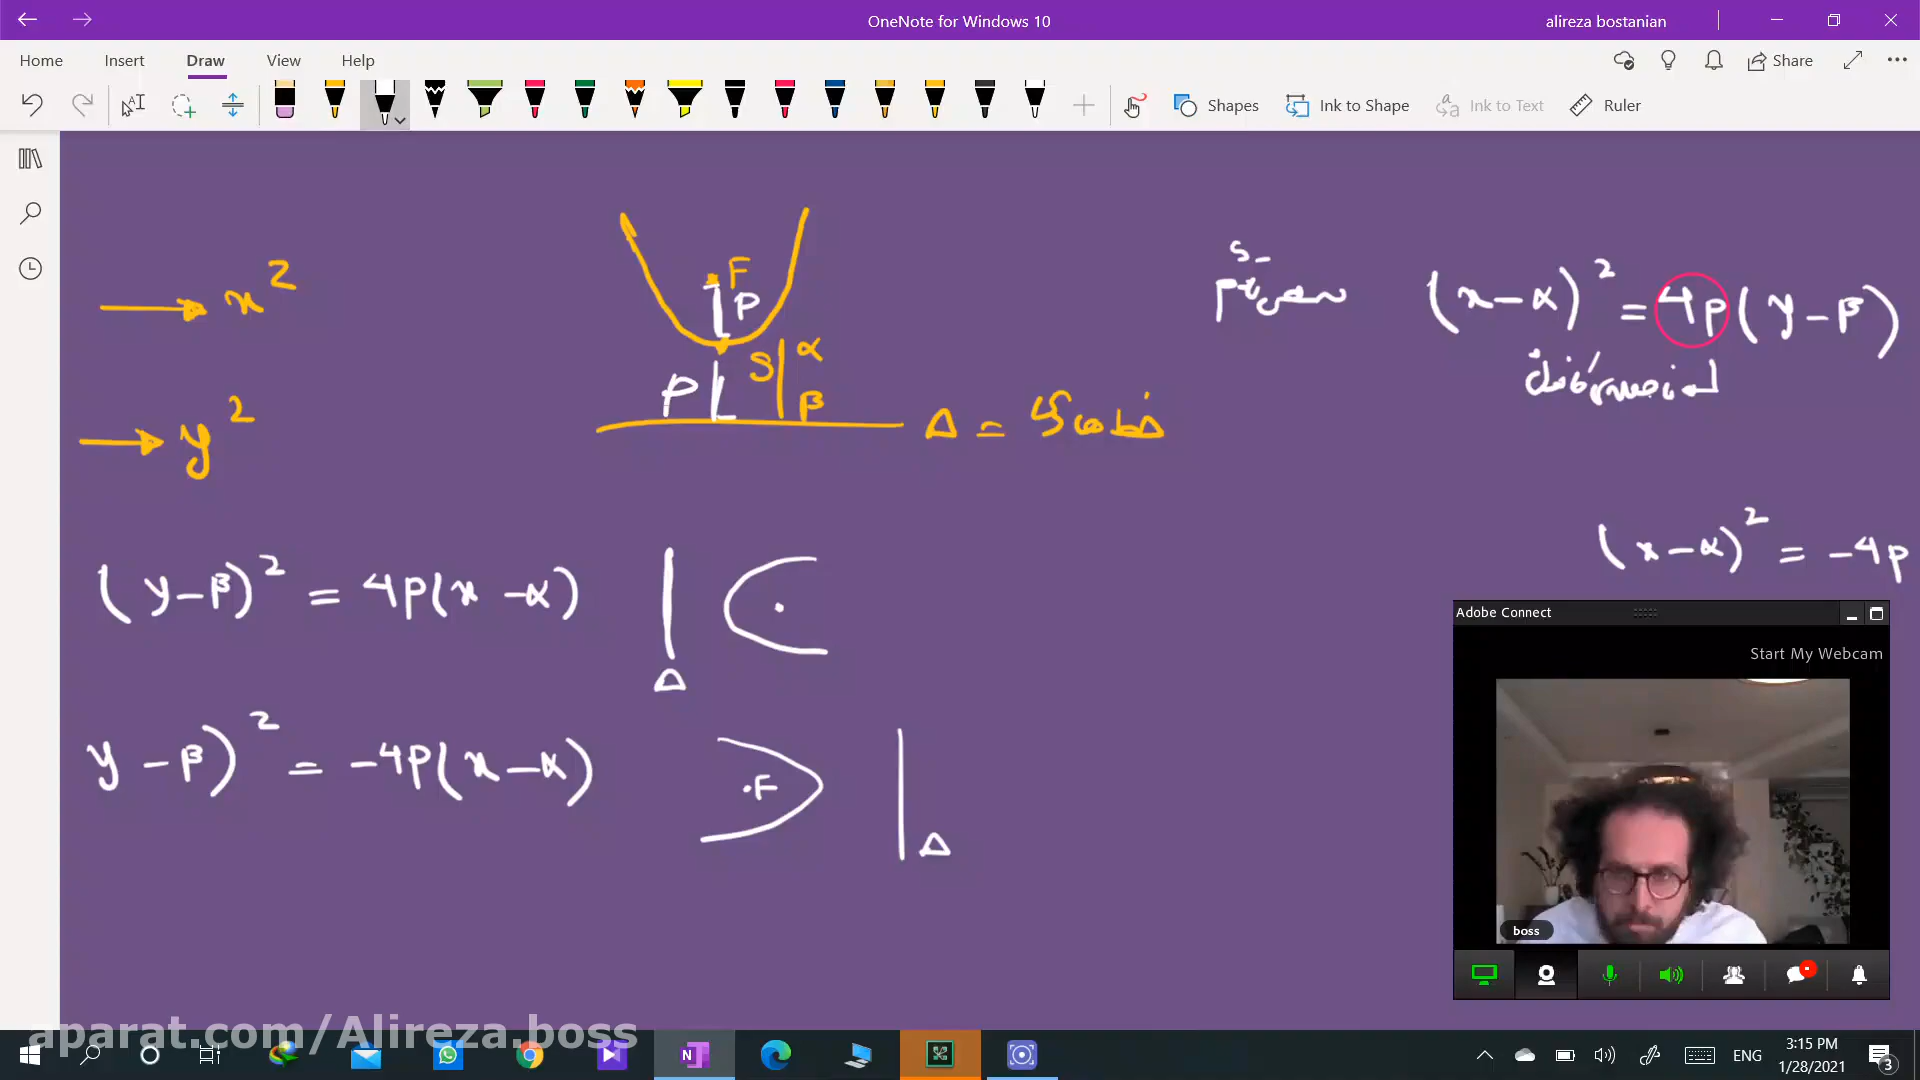 OneNote for Windows 10
alireza bostanian
Home Insert Draw View Help
Share
Shapes
Ink to Shape
Ink to Text
Ruler
x²
y²
F
P
S α
β
P
Δ =
S
(x-α)² = 4p(y-β)
(x-α)² = -4p
(y-β)² = 4p(x-α)
Δ
y-β)² = -4p(x-α)
.F
Δ
Adobe Connect
Start My Webcam
boss
aparat.com/Alireza.boss
ENG
3:15 PM
1/28/2021
3